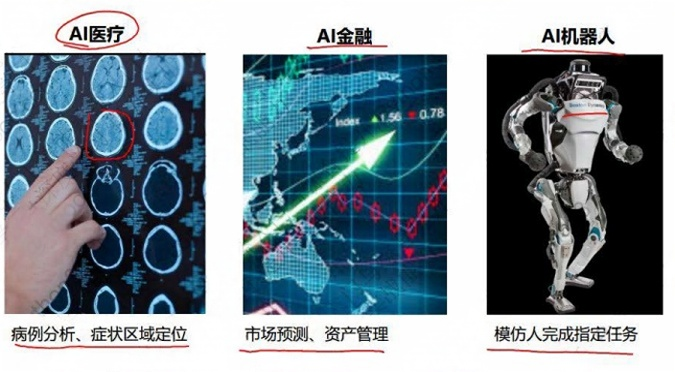 AI医疗
AI金融
AI机器人
Index ▲1.56 ▼0.78
病例分析、症状区域定位
市场预测、资产管理
模仿人完成指定任务